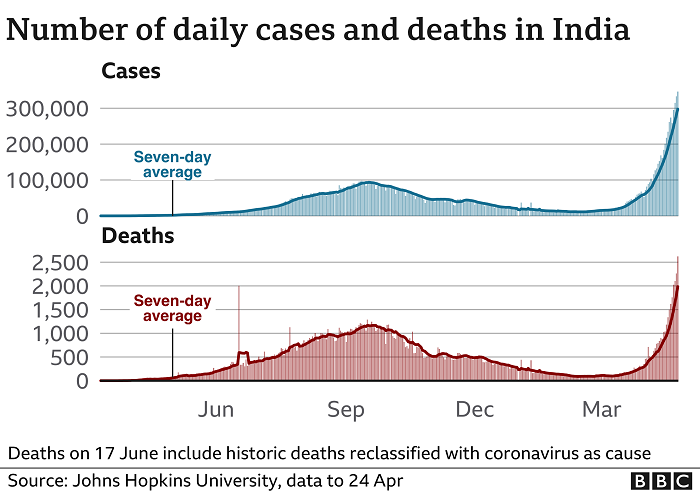 Number of daily cases and deaths in India
Cases
300,000
200,000
100,000
0
Seven-day
average
Deaths
2,500
2,000
1,500
1,000
500
0
Seven-day
average
Jun Sep Dec Mar
Deaths on 17 June include historic deaths reclassified with coronavirus as cause
Source: Johns Hopkins University, data to 24 Apr
BBC